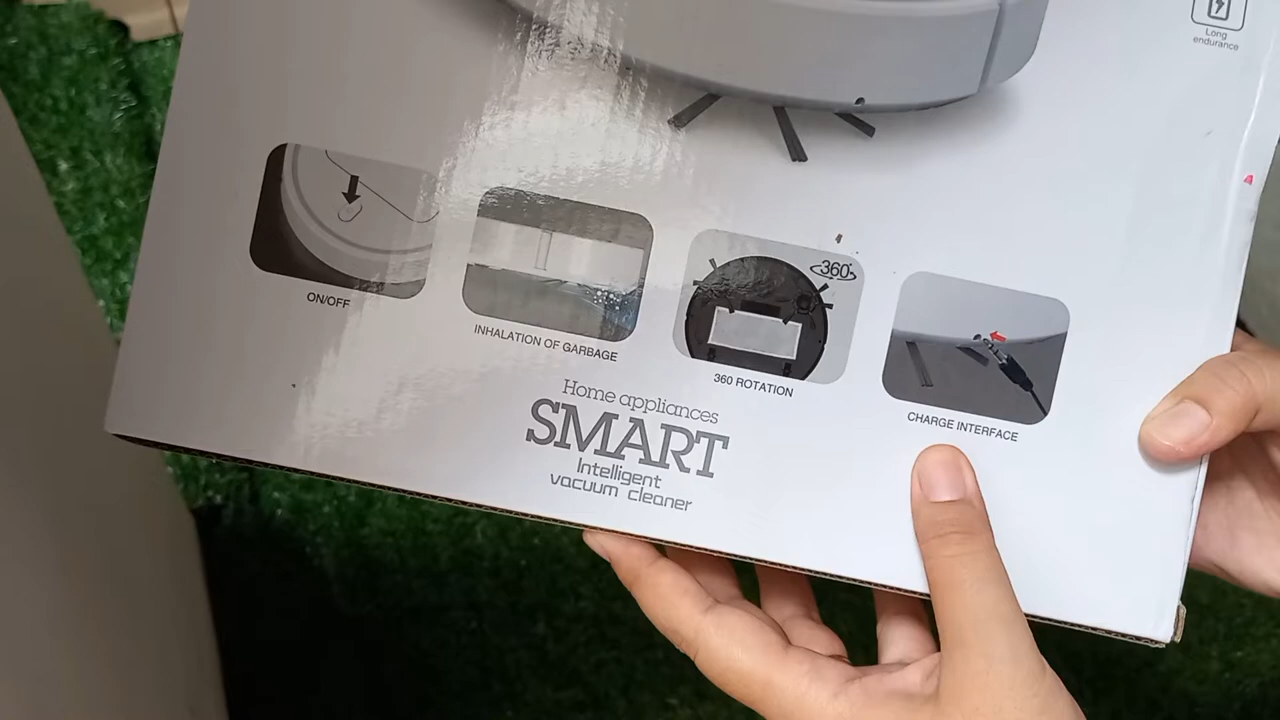 Long
endurance
360°
ON/OFF
INHALATION OF GARBAGE
360 ROTATION
CHARGE INTERFACE
Home appliances
SMART
Intelligent
vacuum cleaner